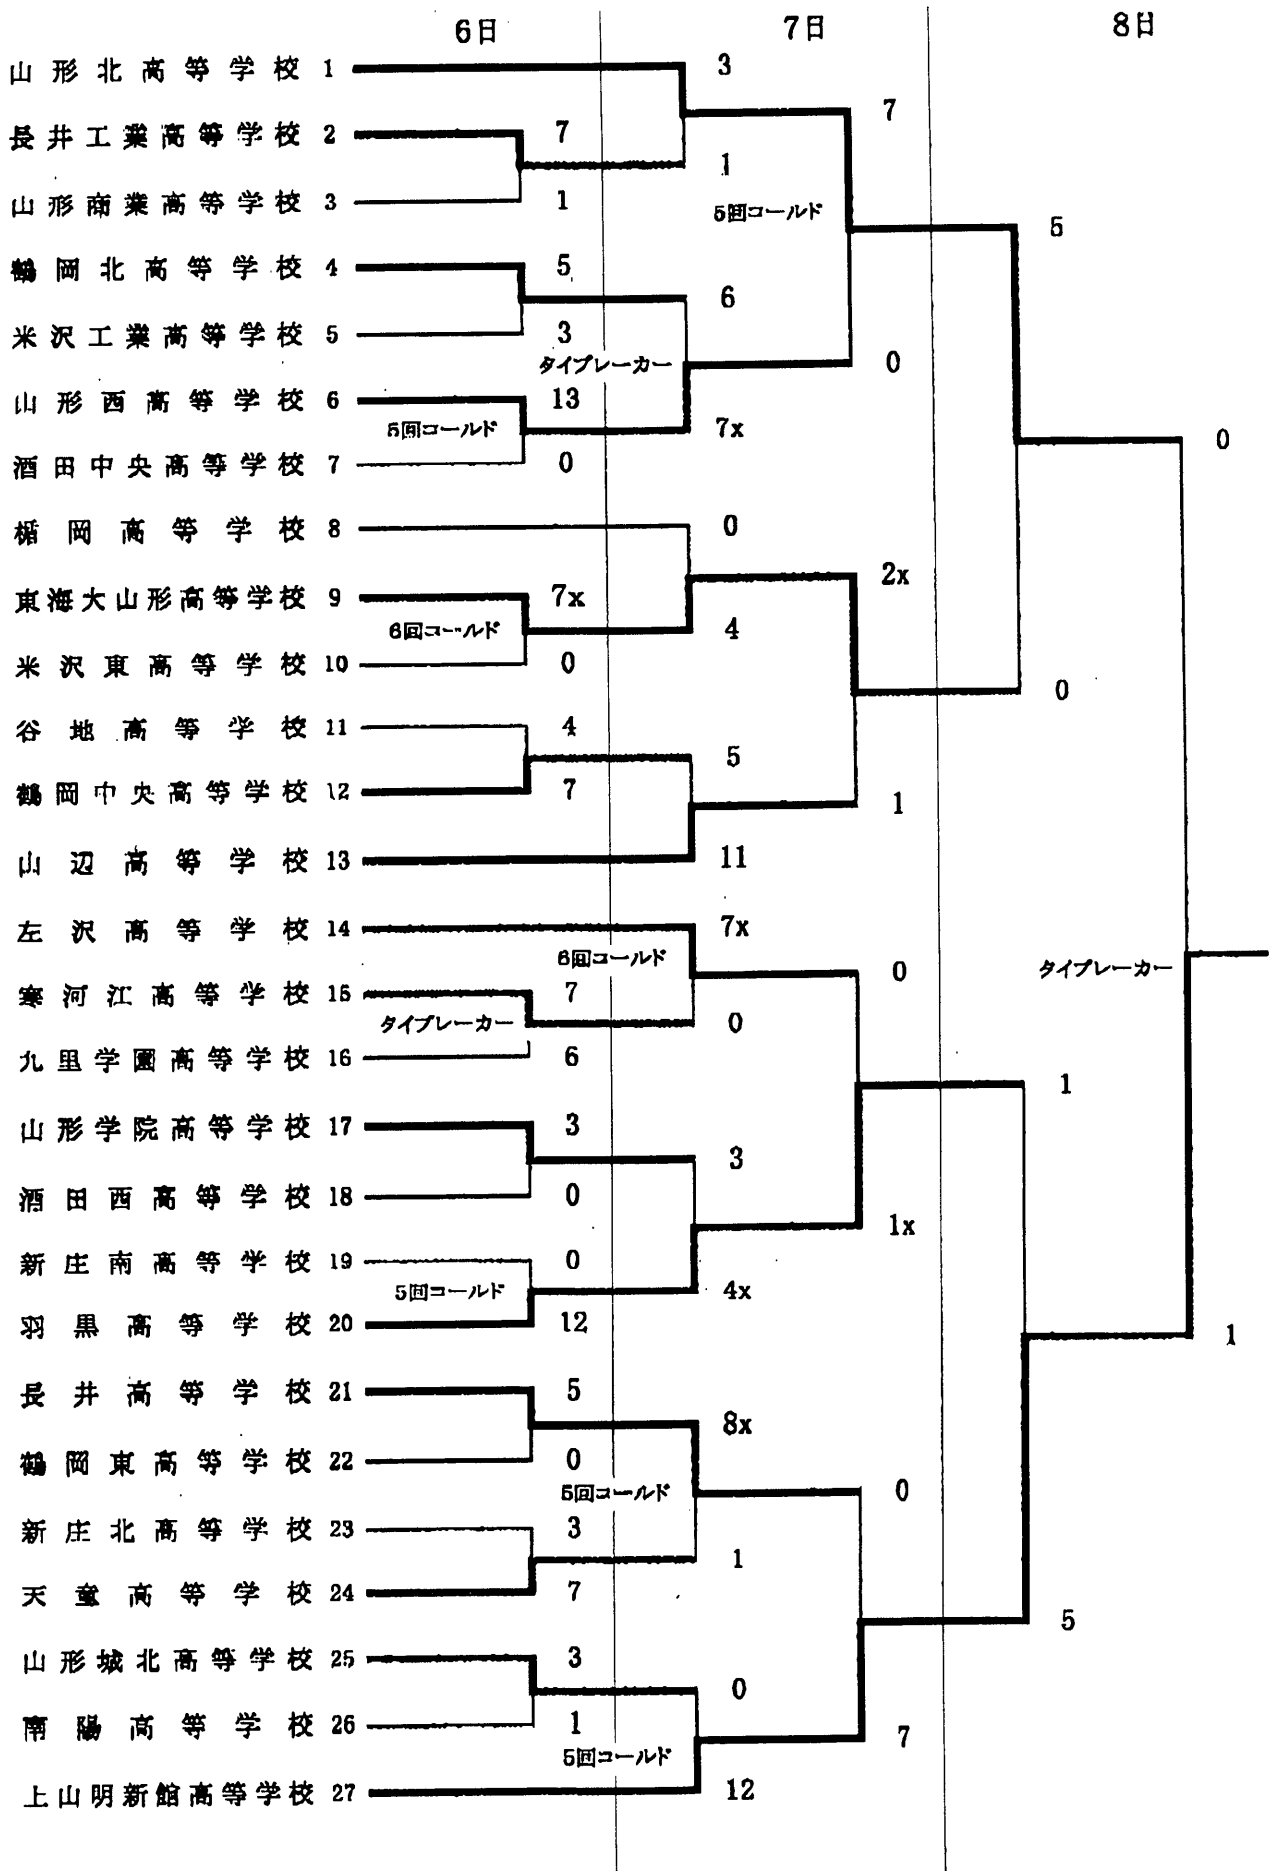 6日 7日 8日
山形北高等学校 1 3
7
長井工業高等学校 2 7
1
山形商業高等学校 3 1
5回コールド
5
鶴岡北高等学校 4 5
6
米沢工業高等学校 5 3
タイブレーカー 0
山形西高等学校 6 13
5回コールド 7x
0
酒田中央高等学校 7 0
楯岡高等学校 8 0
2x
東海大山形高等学校 9 7x
6回コールド 4
米沢東高等学校 10 0
0
谷地高等学校 11 4
5
鶴岡中央高等学校 12 7
1
山辺高等学校 13 11
左沢高等学校 14 7x
6回コールド 0 タイブレーカー
寒河江高等学校 15 7
タイブレーカー 0
九里学園高等学校 16 6
1
山形学院高等学校 17 3
3
酒田西高等学校 18 0
1x
新庄南高等学校 19 0
5回コールド 4x
羽黒高等学校 20 12
1
長井高等学校 21 5
8x
鶴岡東高等学校 22 0
5回コールド 0
新庄北高等学校 23 3
1
天童高等学校 24 7
5
山形城北高等学校 25 3
0
南陽高等学校 26 1
7
5回コールド
上山明新館高等学校 27 12